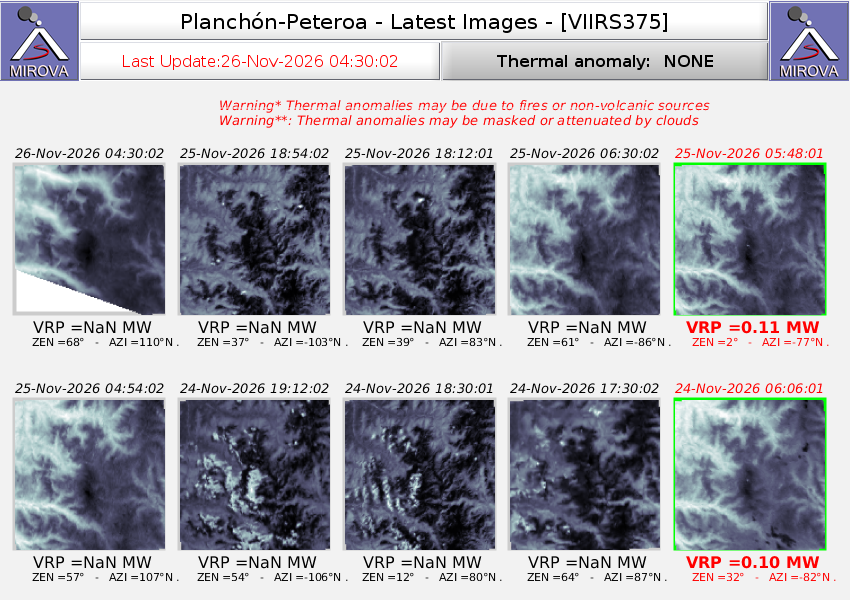 Planchón-Peteroa - Latest Images - [VIIRS375]
MIROVA
Last Update:26-Nov-2026 04:30:02
Thermal anomaly: NONE
MIROVA
Warning* Thermal anomalies may be due to fires or non-volcanic sources
Warning**: Thermal anomalies may be masked or attenuated by clouds
26-Nov-2026 04:30:02
25-Nov-2026 18:54:02
25-Nov-2026 18:12:01
25-Nov-2026 06:30:02
25-Nov-2026 05:48:01
VRP =NaN MW
VRP =NaN MW
VRP =NaN MW
VRP =NaN MW
VRP =0.11 MW
ZEN =68° - AZI =110°N .
ZEN =37° - AZI =-103°N .
ZEN =39° - AZI =83°N .
ZEN =61° - AZI =-86°N .
ZEN =2° - AZI =-77°N .
25-Nov-2026 04:54:02
24-Nov-2026 19:12:02
24-Nov-2026 18:30:01
24-Nov-2026 17:30:02
24-Nov-2026 06:06:01
VRP =NaN MW
VRP =NaN MW
VRP =NaN MW
VRP =NaN MW
VRP =0.10 MW
ZEN =57° - AZI =107°N .
ZEN =54° - AZI =-106°N .
ZEN =12° - AZI =80°N .
ZEN =64° - AZI =87°N .
ZEN =32° - AZI =-82°N .